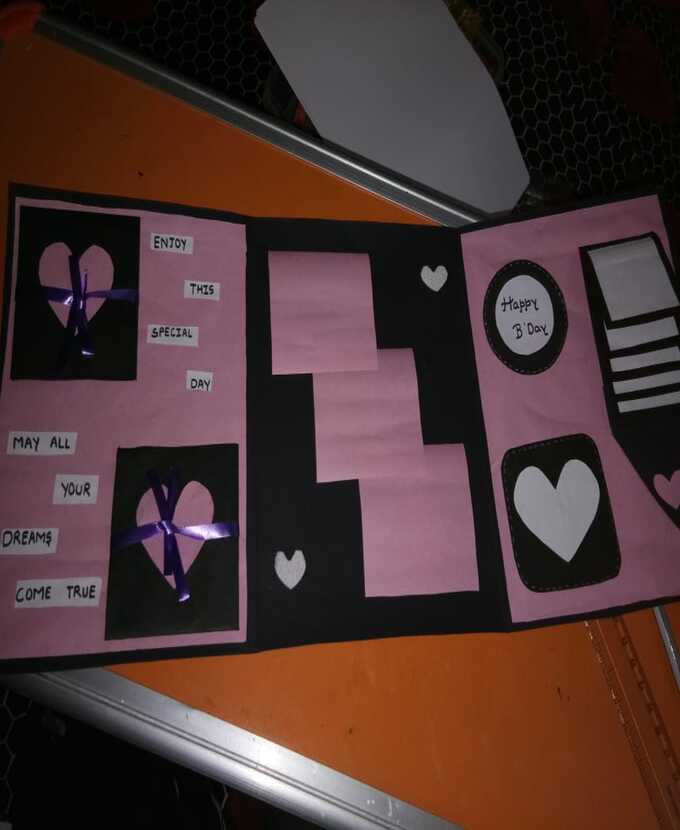 ENJOY
THIS
SPECIAL
DAY
MAY ALL
YOUR
DREAMS
COME TRUE
Happy
B'Day